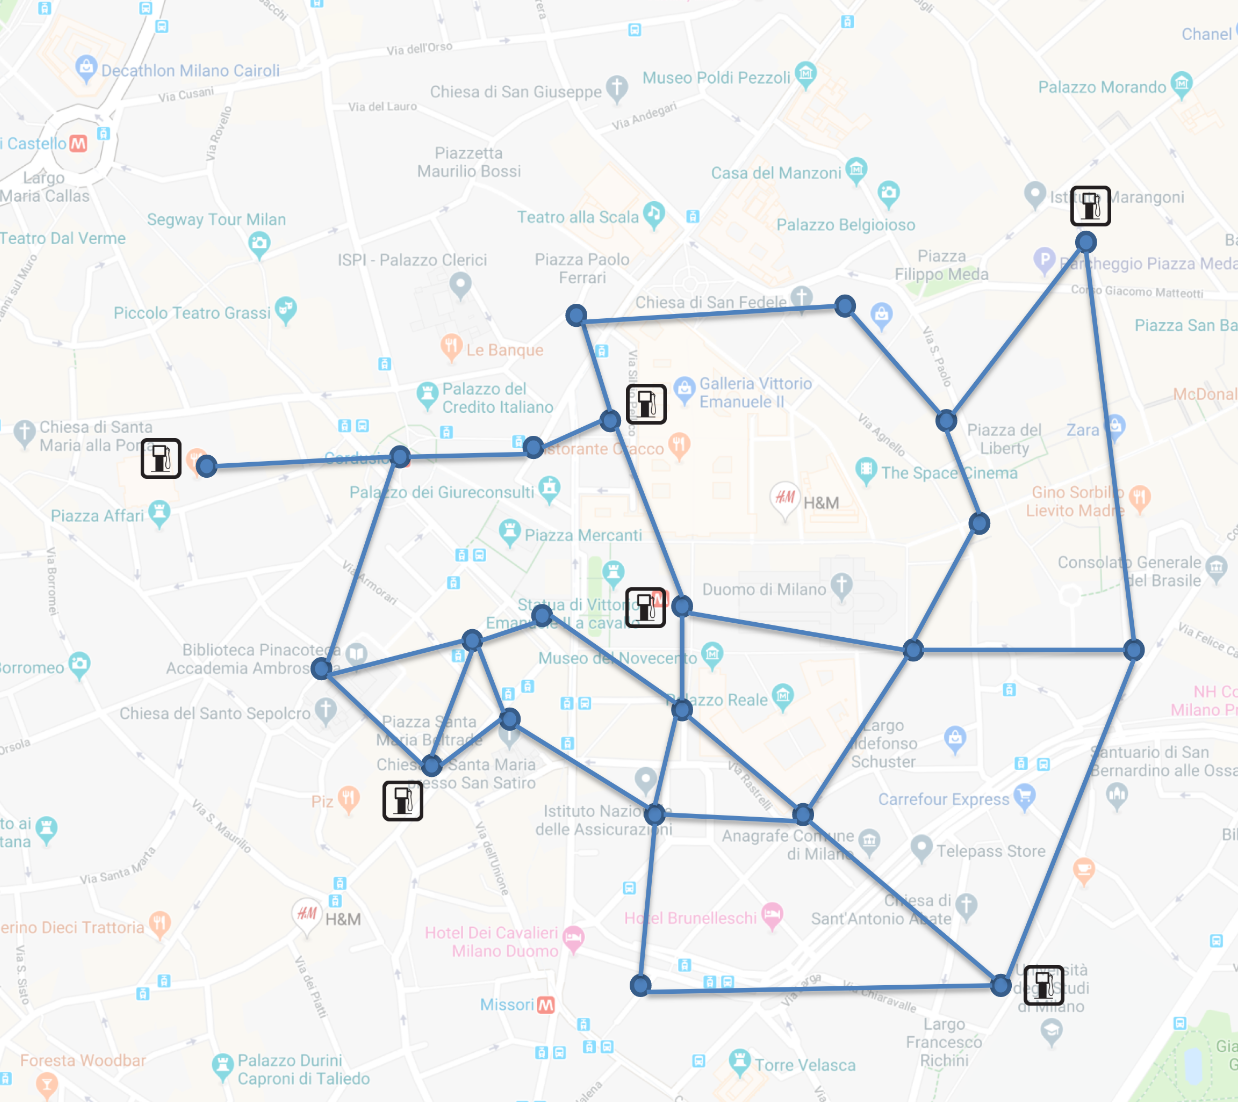 Via dell'Orso
Chanel
Decathlon Milano Cairoli
Museo Poldi Pezzoli
Chiesa di San Giuseppe
Palazzo Morando
Via Cusani
Via del Lauro
Via Andegari
Via Rovello
i Castello M
Piazzetta
Maurilio Bossi
Largo
Maria Callas
Casa del Manzoni
Marangoni
Segway Tour Milan
Teatro alla Scala
Palazzo Belgioioso
Teatro Dal Verme
ISPI - Palazzo Clerici
Piazza Paolo
Ferrari
Piazza
Filippo Meda
P
Parcheggio Piazza Meda
Corso Giacomo Matteotti
Chiesa di San Fedele
Piccolo Teatro Grassi
Piazza San Ba
Le Banque
Via S. Paolo
Palazzo del
Credito Italiano
Galleria Vittorio
Emanuele II
McDonal
Chiesa di Santa
Maria alla Porta
Via Agnello
Piazza del
Liberty
Zara
Cordusio
istorante Cracco
The Space Cinema
Palazzo dei Giureconsulti
H&M
H&M
Gino Sorbillo
Lievito Madre
Piazza Affari
Piazza Mercanti
Via Borromei
Via Armorari
Duomo di Milano
Consolato Generale
del Brasile
Statua di Vittorio
Emanuele II a cavallo
M
Via Felice Ca
Biblioteca Pinacoteca
Accademia Ambros
Borromeo
Museo del Novecento
Palazzo Reale
NH Co
Milano Pr
Chiesa del Santo Sepolcro
Piazza Santa
Maria Beltrade
Largo
Ildefonso
Schuster
Santuario di San
Bernardino alle Ossa
Chiesa Santa Maria
presso San Satiro
Via Rastrelli
Piz
Istituto Nazionale
delle Assicurazioni
Carrefour Express
to ai
tana
Via S. Maurilio
Anagrafe Comune
di Milano
Telepass Store
Via Santa Marta
Via dell'Unione
H&M
H&M
Hotel Brunelleschi
Chiesa di
Sant'Antonio Abate
erino Dieci Trattoria
Hotel Dei Cavalieri
Milano Duomo
Via S. Sisto
Via dei Piatti
Missori M
Via Larga
Via Chiaravalle
Università
degli Studi
di Milano
Largo
Francesco
Richini
Foresta Woodbar
Palazzo Durini
Caproni di Taliedo
Torre Velasca
Gia